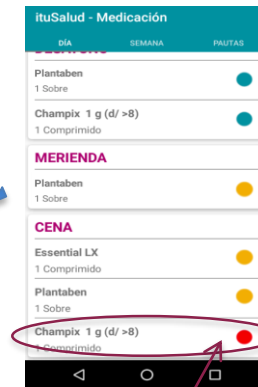 ituSalud - Medicación
DÍA SEMANA PAUTAS
Plantaben
1 Sobre
Champix 1 g (d/ >8)
1 Comprimido
MERIENDA
Plantaben
1 Sobre
CENA
Essential LX
1 Comprimido
Plantaben
1 Sobre
Champix 1 g (d/ >8)
1 Comprimido